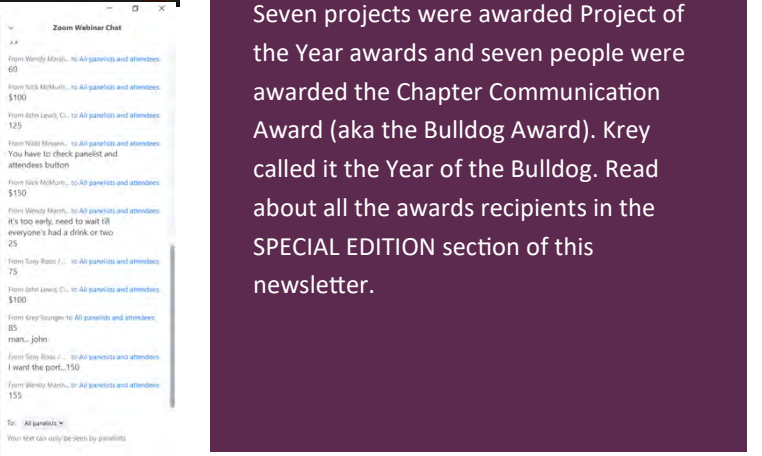 Zoom Webinar Chat
From Wendy Marsh... to All panelists and attendees
60
From Nick McMurtr... to All panelists and attendees
$100
From John Lewis, C... to All panelists and attendees
125
From Nikki to All panelists and attendees
You have to check panelist and
attendees button
From Nick McMurtr... to All panelists and attendees
$150
From Wendy Marsh... to All panelists and attendees
it's too early, need to wait till
everyone's had a drink or two
25
From Tony Roos /... to All panelists and attendees
75
From John Lewis, C... to All panelists and attendees
$100
From Krey Younger to All panelists and attendees
85
man... john
From Tony Roos /... to All panelists and attendees
I want the port...150
From Wendy Marsh... to All panelists and attendees
155
To: All panelists
Your text can only be seen by panelists.
Seven projects were awarded Project of
the Year awards and seven people were
awarded the Chapter Communication
Award (aka the Bulldog Award). Krey
called it the Year of the Bulldog. Read
about all the awards recipients in the
SPECIAL EDITION section of this
newsletter.